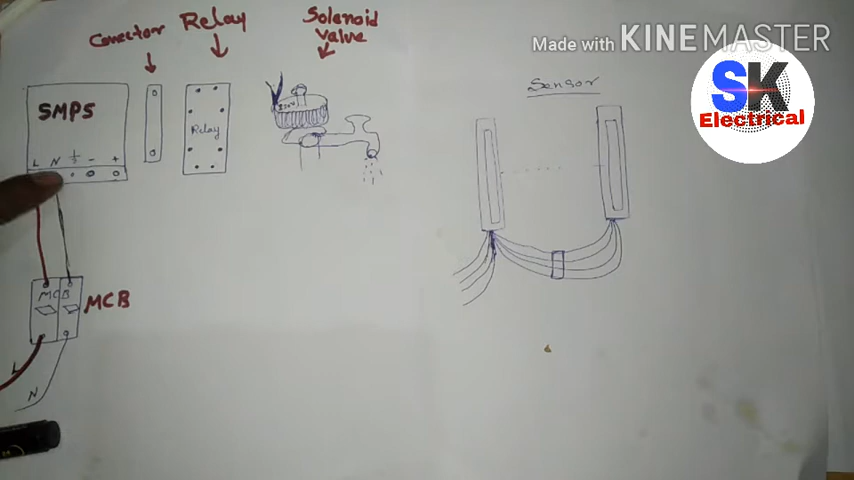 Conector
Relay
Solenoid
valve
Made with KINEMASTER
Sensor
SK
Electrical
SMPS
Relay
L N - +
MCB
MCB
L
N